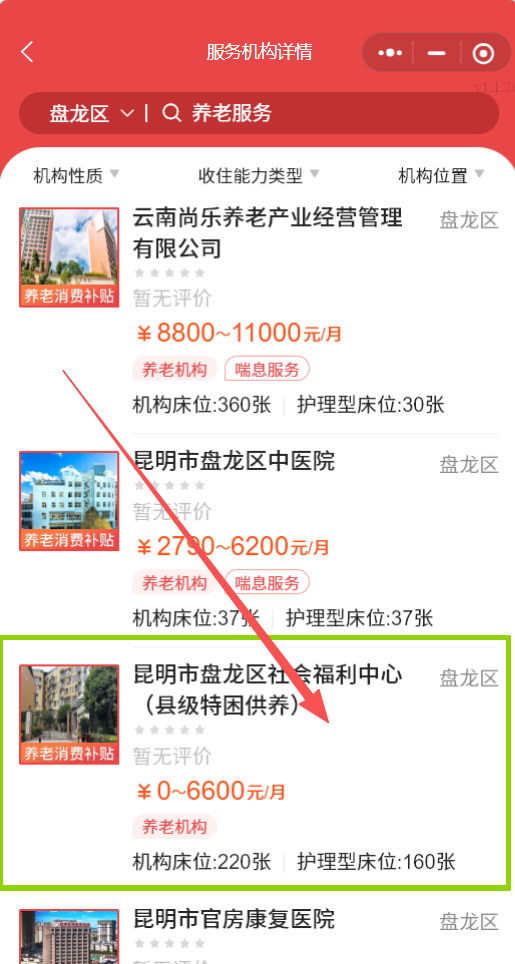 服务机构详情
v1.1.2
盘龙区 养老服务
机构性质 收住能力类型 机构位置
云南尚乐养老产业经营管理 盘龙区
有限公司
养老消费补贴
暂无评价
￥8800~11000元/月
养老机构 喘息服务
机构床位:360张 护理型床位:30张
昆明市盘龙区中医院 盘龙区
暂无评价
养老消费补贴
￥2790~6200元/月
养老机构 喘息服务
机构床位:37张 护理型床位:37张
昆明市盘龙区社会福利中心 盘龙区
（县级特困供养）
养老消费补贴
暂无评价
￥0~6600元/月
养老机构
机构床位:220张 护理型床位:160张
昆明市官房康复医院 盘龙区